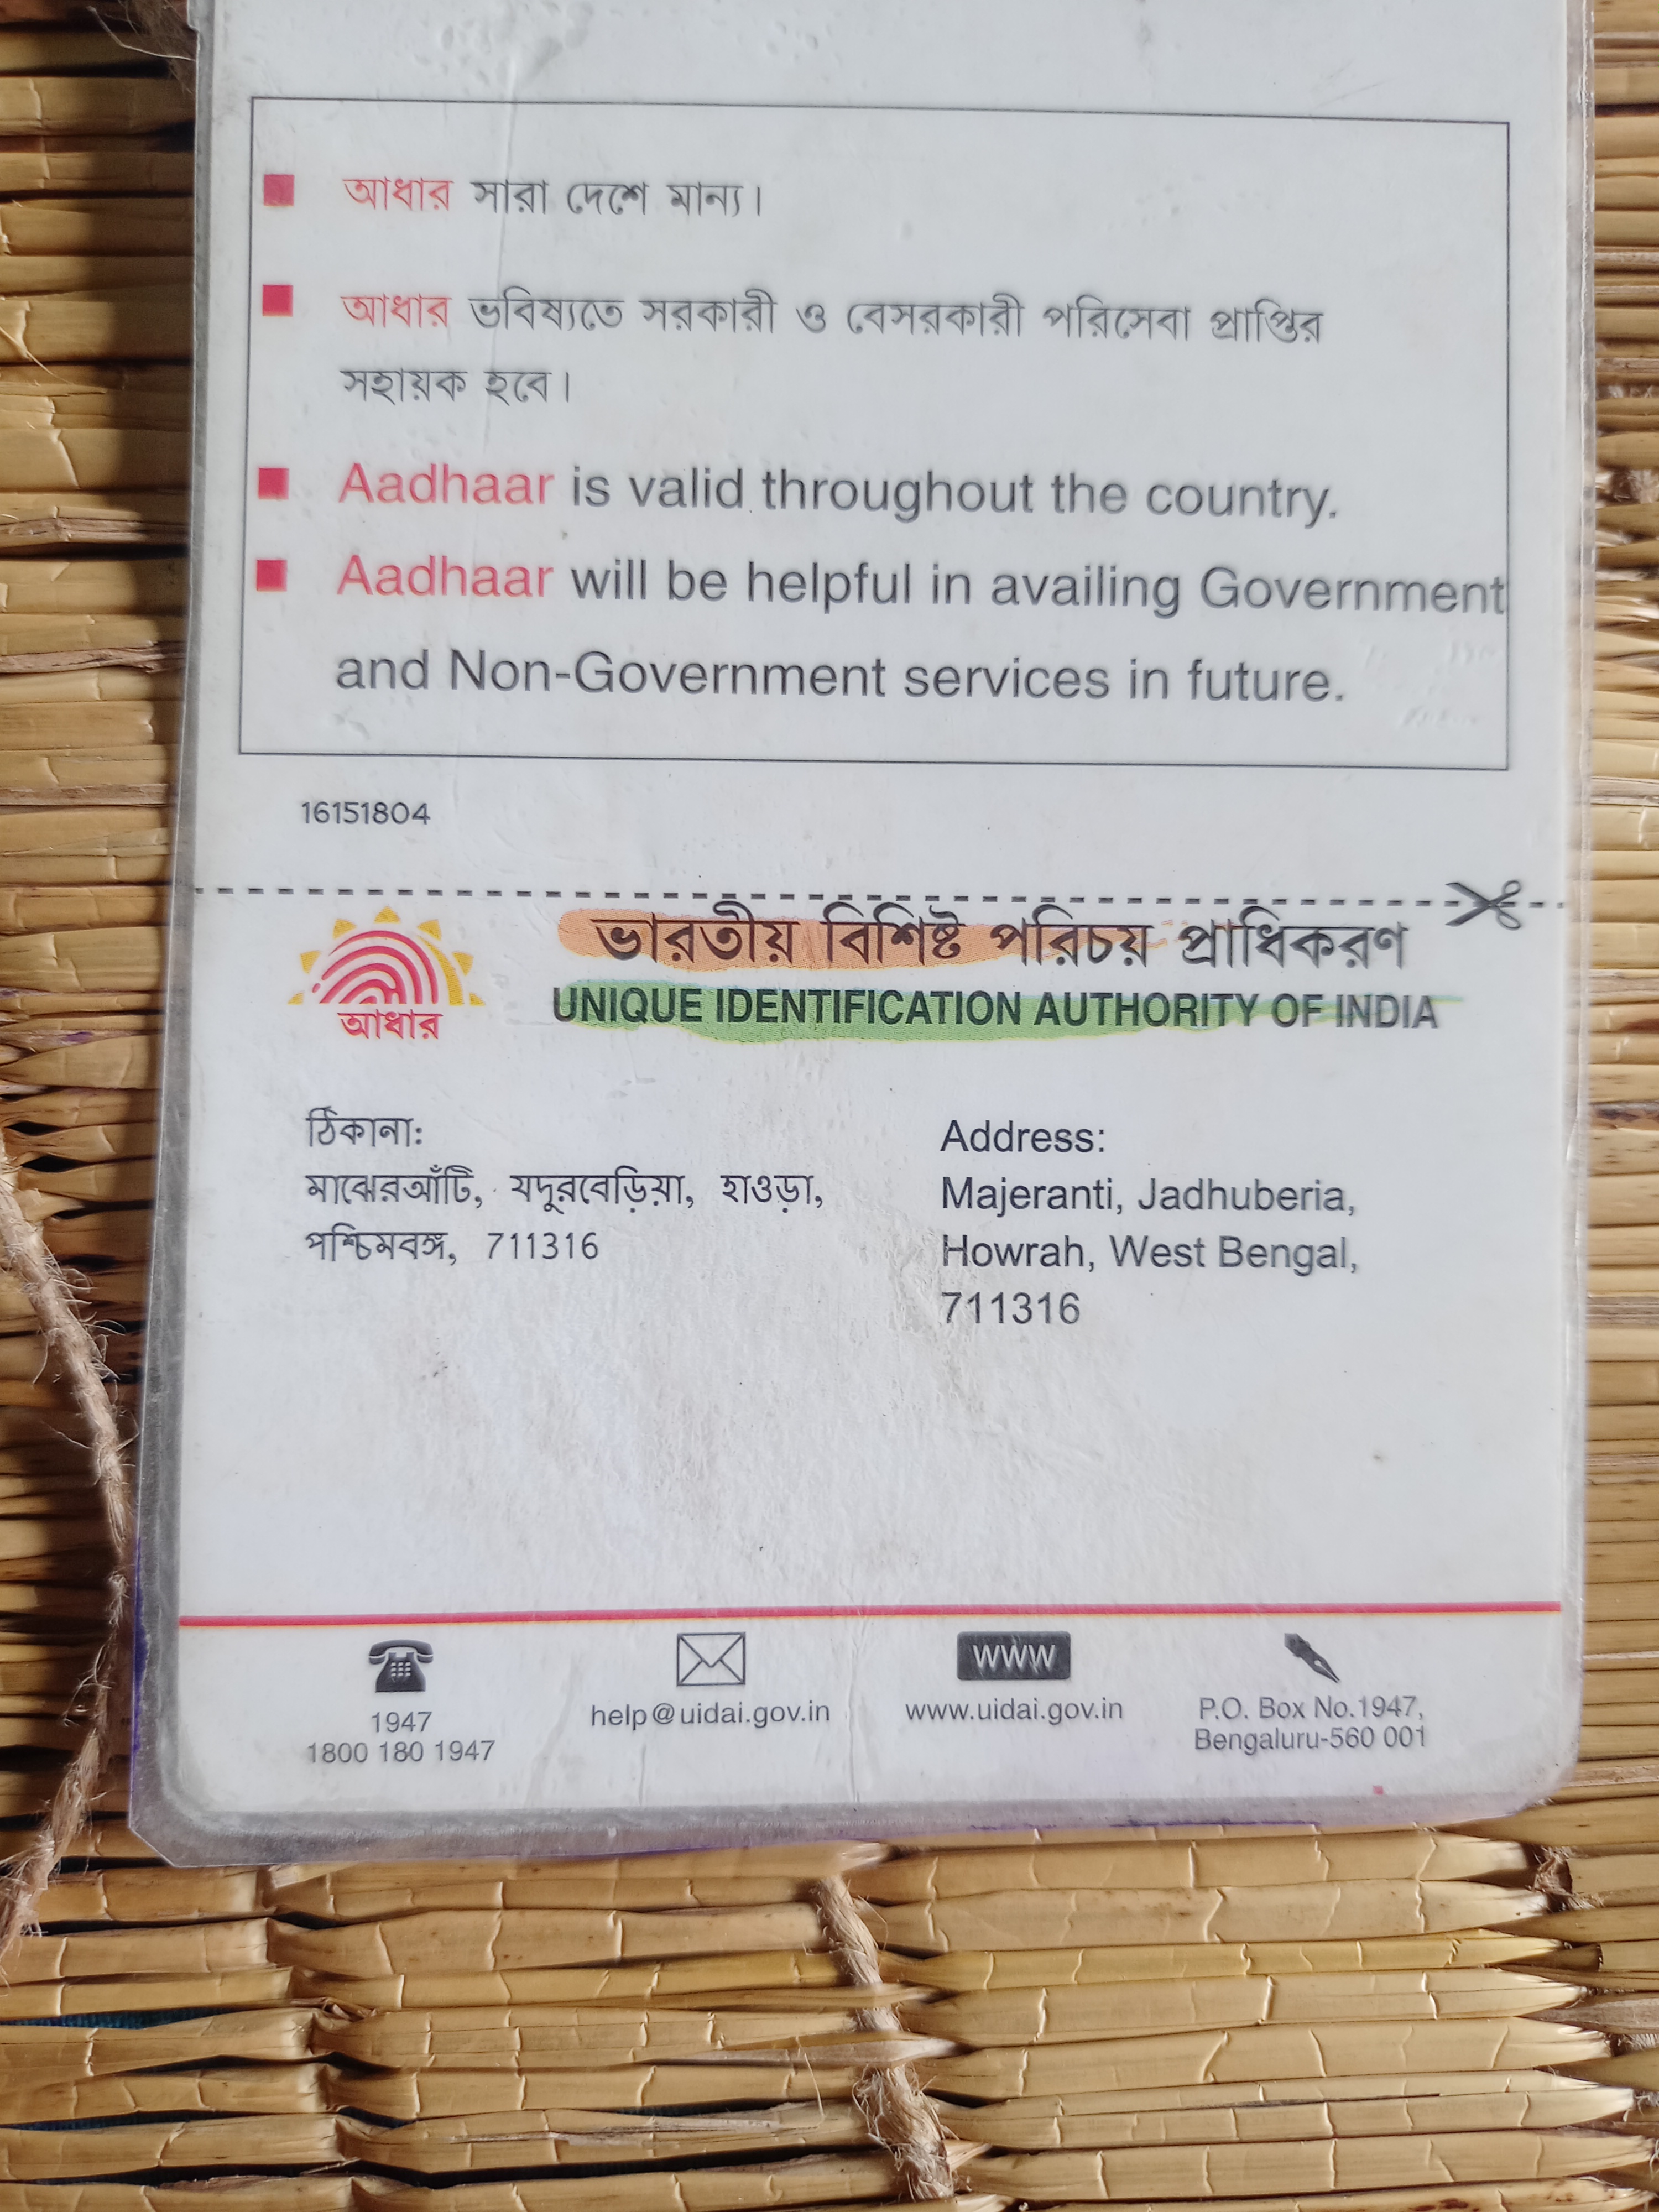 আধার সারা দেশে মান্য।
আধার ভবিষ্যতে সরকারী ও বেসরকারী পরিসেবা প্রাপ্তির
সহায়ক হবে।
Aadhaar is valid throughout the country.
Aadhaar will be helpful in availing Government
and Non-Government services in future.
16151804
ভারতীয় বিশিষ্ট পরিচয় প্রাধিকরণ
UNIQUE IDENTIFICATION AUTHORITY OF INDIA
আধার
ঠিকানা:
মাঝেরআঁটি, যদুরবেড়িয়া, হাওড়া,
পশ্চিমবঙ্গ, 711316
Address:
Majeranti, Jadhuberia,
Howrah, West Bengal,
711316
1947
1800 180 1947
help@uidai.gov.in
www
www.uidai.gov.in
P.O. Box No.1947,
Bengaluru-560 001